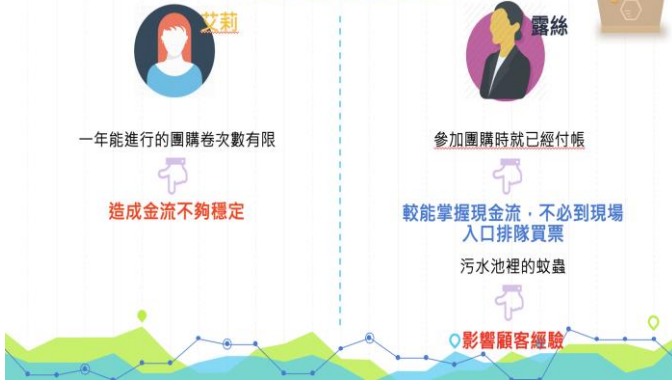 艾莉
一年能進行的團購卷次數有限
造成金流不夠穩定
露絲
參加團購時就已經付帳
較能掌握現金流，不必到現場
入口排隊買票
污水池裡的蚊蟲
影響顧客經驗